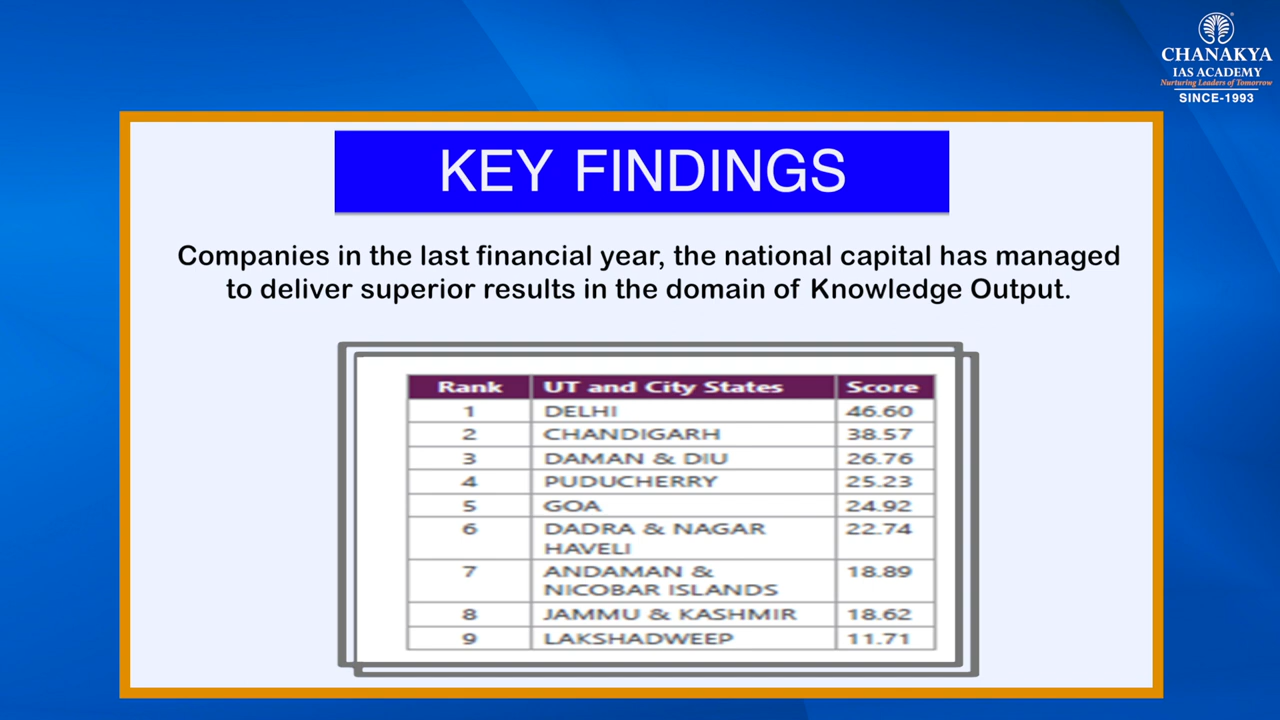 CHANAKYA
IAS ACADEMY
Nurturing Leaders of Tomorrow
SINCE-1993
KEY FINDINGS
Companies in the last financial year, the national capital has managed
to deliver superior results in the domain of Knowledge Output.
Rank UT and City States Score
1 DELHI 46.60
2 CHANDIGARH 38.57
3 DAMAN & DIU 26.76
4 PUDUCHERRY 25.23
5 GOA 24.92
6 DADRA & NAGAR 22.74
HAVELI
7 ANDAMAN & 18.89
NICOBAR ISLANDS
8 JAMMU & KASHMIR 18.62
9 LAKSHADWEEP 11.71